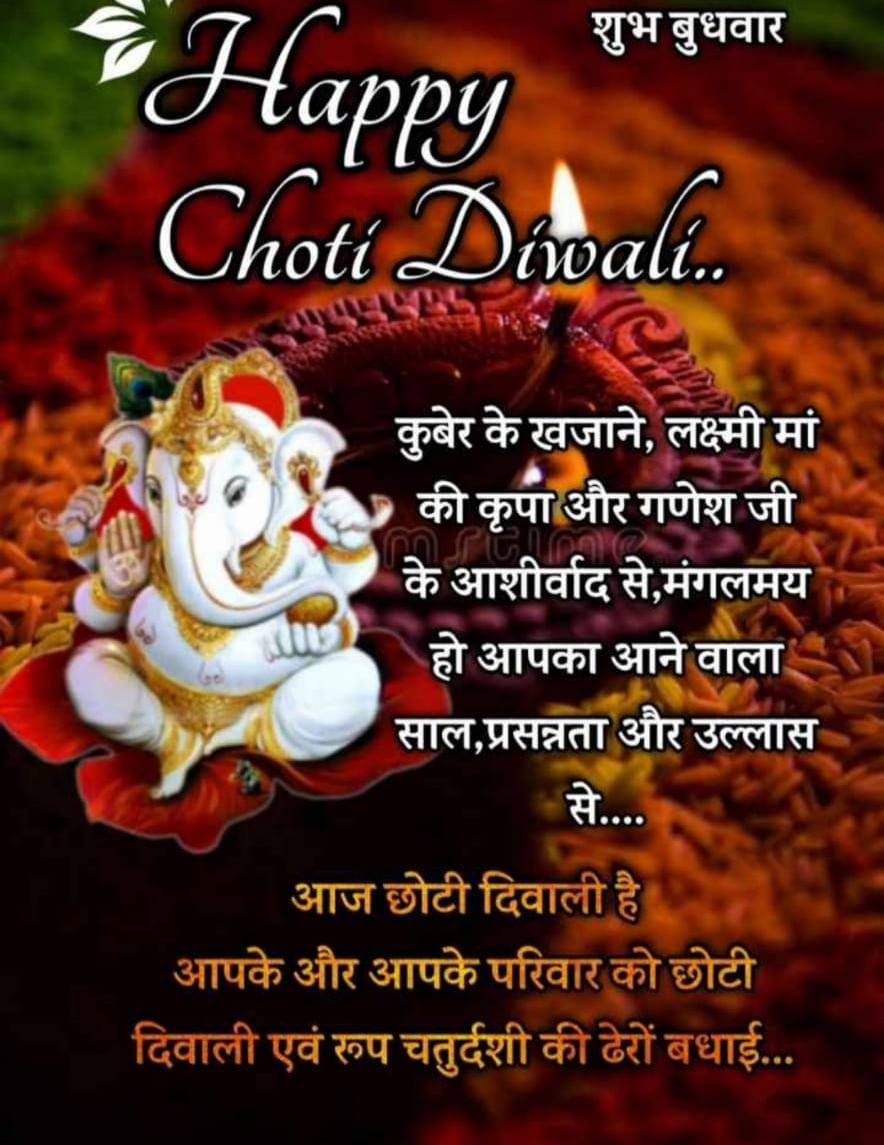 शुभ बुधवार
Happy
Choti Diwali..
कुबेर के खजाने, लक्ष्मी मां
की कृपा और गणेश जी
के आशीर्वाद से,मंगलमय
हो आपका आने वाला
साल,प्रसन्नता और उल्लास
से....
आज छोटी दिवाली है
आपके और आपके परिवार को छोटी
दिवाली एवं रूप चतुर्दशी की ढेरों बधाई...